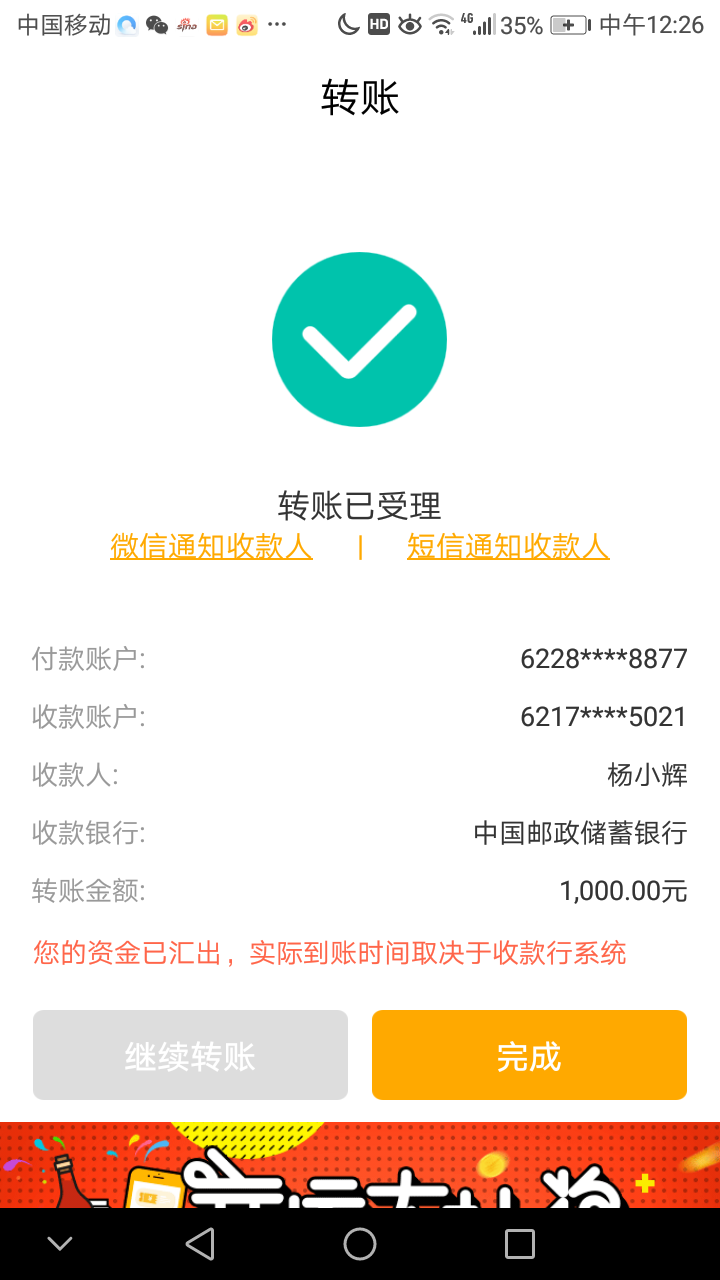 中国移动 sina ... HD 4G 35% 中午12:26
转账
转账已受理
微信通知收款人 | 短信通知收款人
付款账户: 6228****8877
收款账户: 6217****5021
收款人: 杨小辉
收款银行: 中国邮政储蓄银行
转账金额: 1,000.00元
您的资金已汇出，实际到账时间取决于收款行系统
继续转账 完成